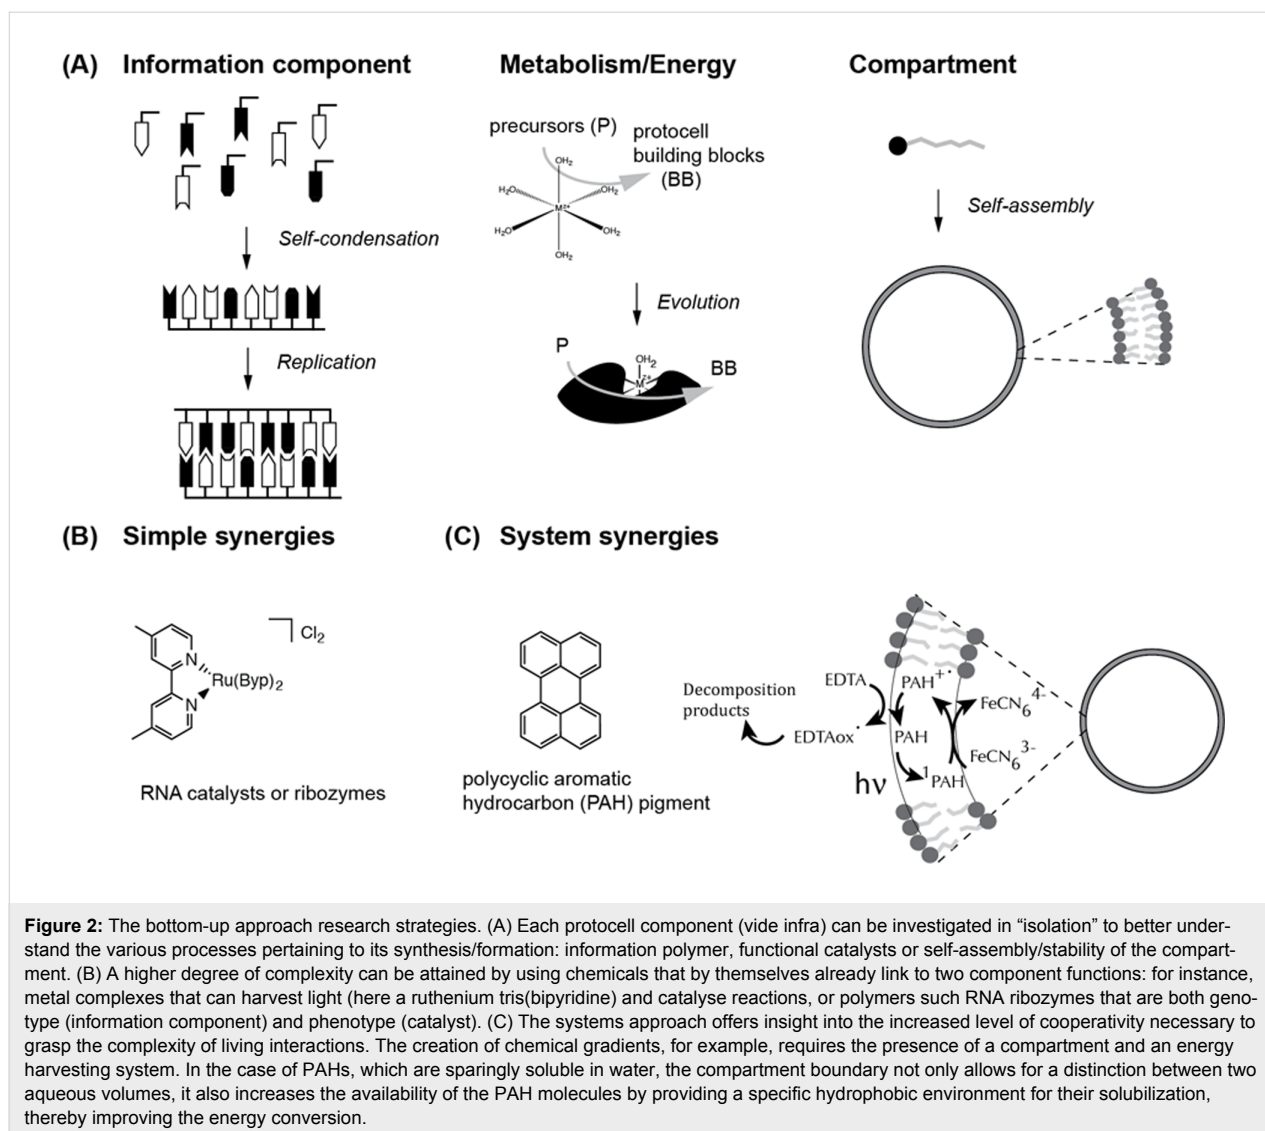 (A) Information component
Metabolism/Energy
Compartment
precursors (P)
protocell
building blocks
(BB)
OH2
H2O
OH2
M2+
H2O
OH2
OH2
Self-condensation
Evolution
Self-assembly
Replication
P
OH2
M2+
BB
(B) Simple synergies
(C) System synergies
Cl2
N
Ru(Byp)2
N
RNA catalysts or ribozymes
polycyclic aromatic
hydrocarbon (PAH) pigment
Decomposition
products
EDTA
EDTAox•
PAH+•
PAH
1PAH
hν
FeCN6 4-
FeCN6 3-
Figure 2: The bottom-up approach research strategies. (A) Each protocell component (vide infra) can be investigated in “isolation” to better under-
stand the various processes pertaining to its synthesis/formation: information polymer, functional catalysts or self-assembly/stability of the compart-
ment. (B) A higher degree of complexity can be attained by using chemicals that by themselves already link to two component functions: for instance,
metal complexes that can harvest light (here a ruthenium tris(bipyridine) and catalyse reactions, or polymers such RNA ribozymes that are both geno-
type (information component) and phenotype (catalyst). (C) The systems approach offers insight into the increased level of cooperativity necessary to
grasp the complexity of living interactions. The creation of chemical gradients, for example, requires the presence of a compartment and an energy
harvesting system. In the case of PAHs, which are sparingly soluble in water, the compartment boundary not only allows for a distinction between two
aqueous volumes, it also increases the availability of the PAH molecules by providing a specific hydrophobic environment for their solubilization,
thereby improving the energy conversion.